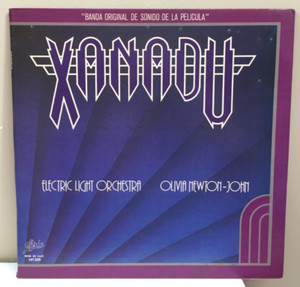 "BANDA ORIGINAL DE SONIDO DE LA PELICULA"
XANADU
ELECTRIC LIGHT ORCHESTRA OLIVIA NEWTON-JOHN